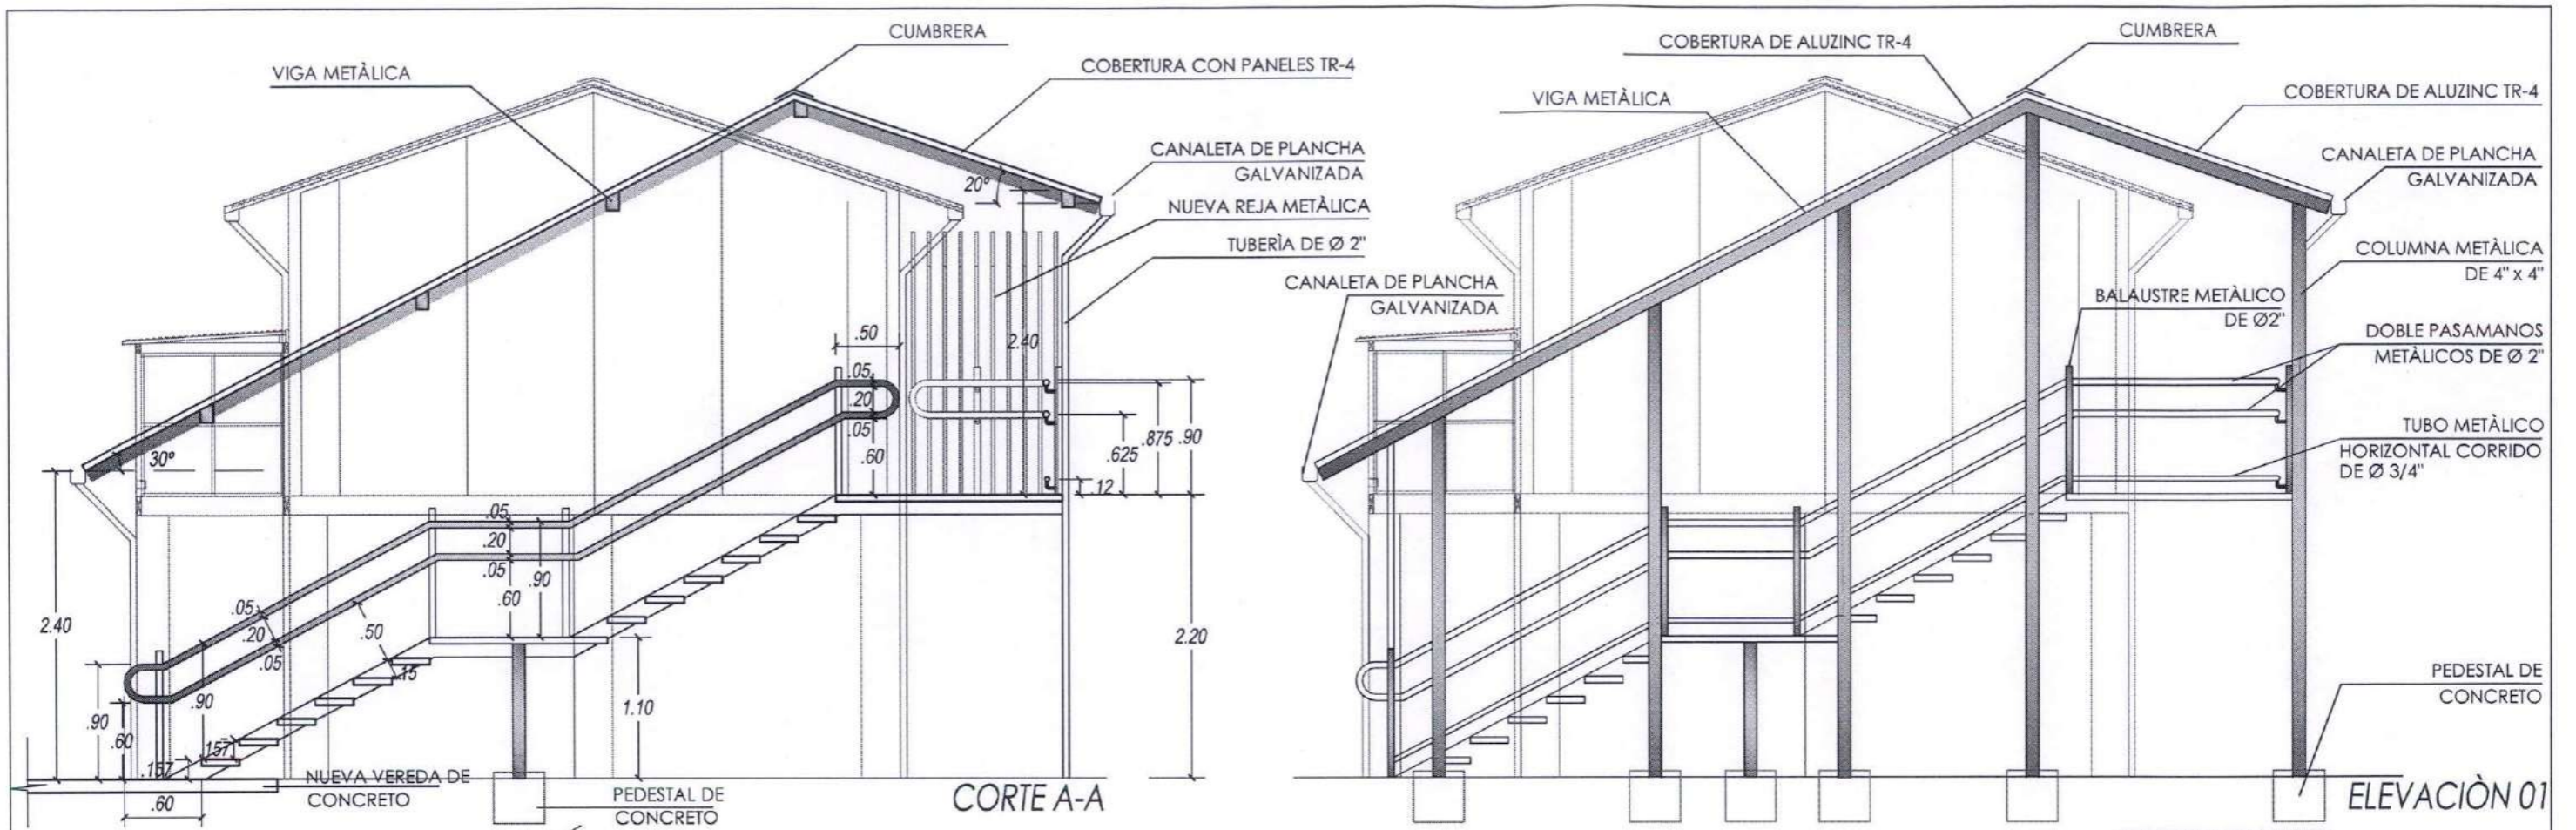 CUMBRERA
VIGA METÀLICA
COBERTURA CON PANELES TR-4
CANALETA DE PLANCHA
GALVANIZADA
20°
NUEVA REJA METÀLICA
TUBERÌA DE Ø 2"
.50
2.40
.05
.20
.05
.60
.875
.90
.625
.12
30°
2.40
.05
.20
.05
.60
.90
.05
.20
.05
.50
.15
.90
.90
.60
.157
.157
1.10
2.20
.60
NUEVA VEREDA DE
CONCRETO
PEDESTAL DE
CONCRETO
CORTE A-A
COBERTURA DE ALUZINC TR-4
CUMBRERA
VIGA METÀLICA
COBERTURA DE ALUZINC TR-4
CANALETA DE PLANCHA
GALVANIZADA
COLUMNA METÀLICA
DE 4" x 4"
CANALETA DE PLANCHA
GALVANIZADA
BALAUSTRE METÀLICO
DE Ø2"
DOBLE PASAMANOS
METÀLICOS DE Ø 2"
TUBO METÀLICO
HORIZONTAL CORRIDO
DE Ø 3/4"
PEDESTAL DE
CONCRETO
ELEVACIÒN 01